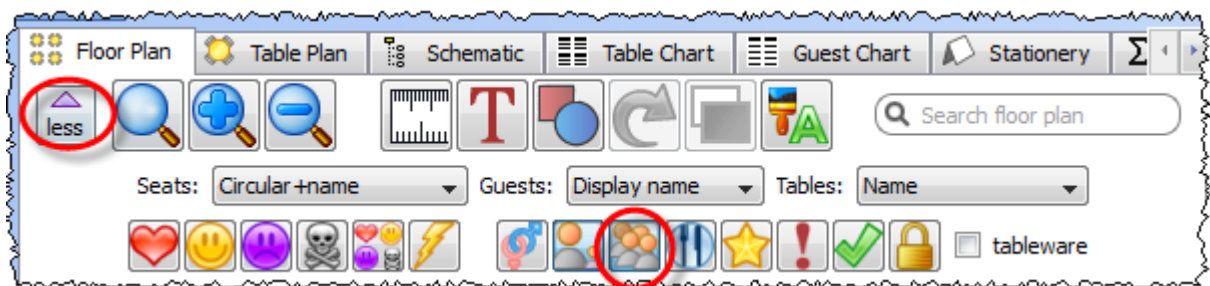 Floor Plan Table Plan Schematic Table Chart Guest Chart Stationery Σ
less T A Search floor plan
Seats: Circular+name Guests: Display name Tables: Name
tableware